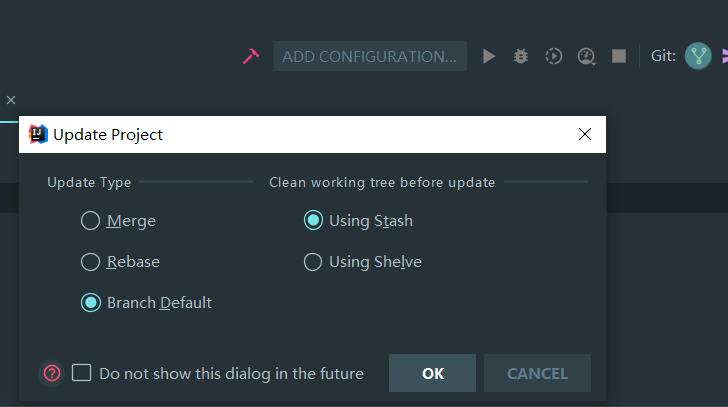 ADD CONFIGURATION...
Git:
Update Project
Update Type
Clean working tree before update
Merge
Using Stash
Rebase
Using Shelve
Branch Default
Do not show this dialog in the future
OK
CANCEL